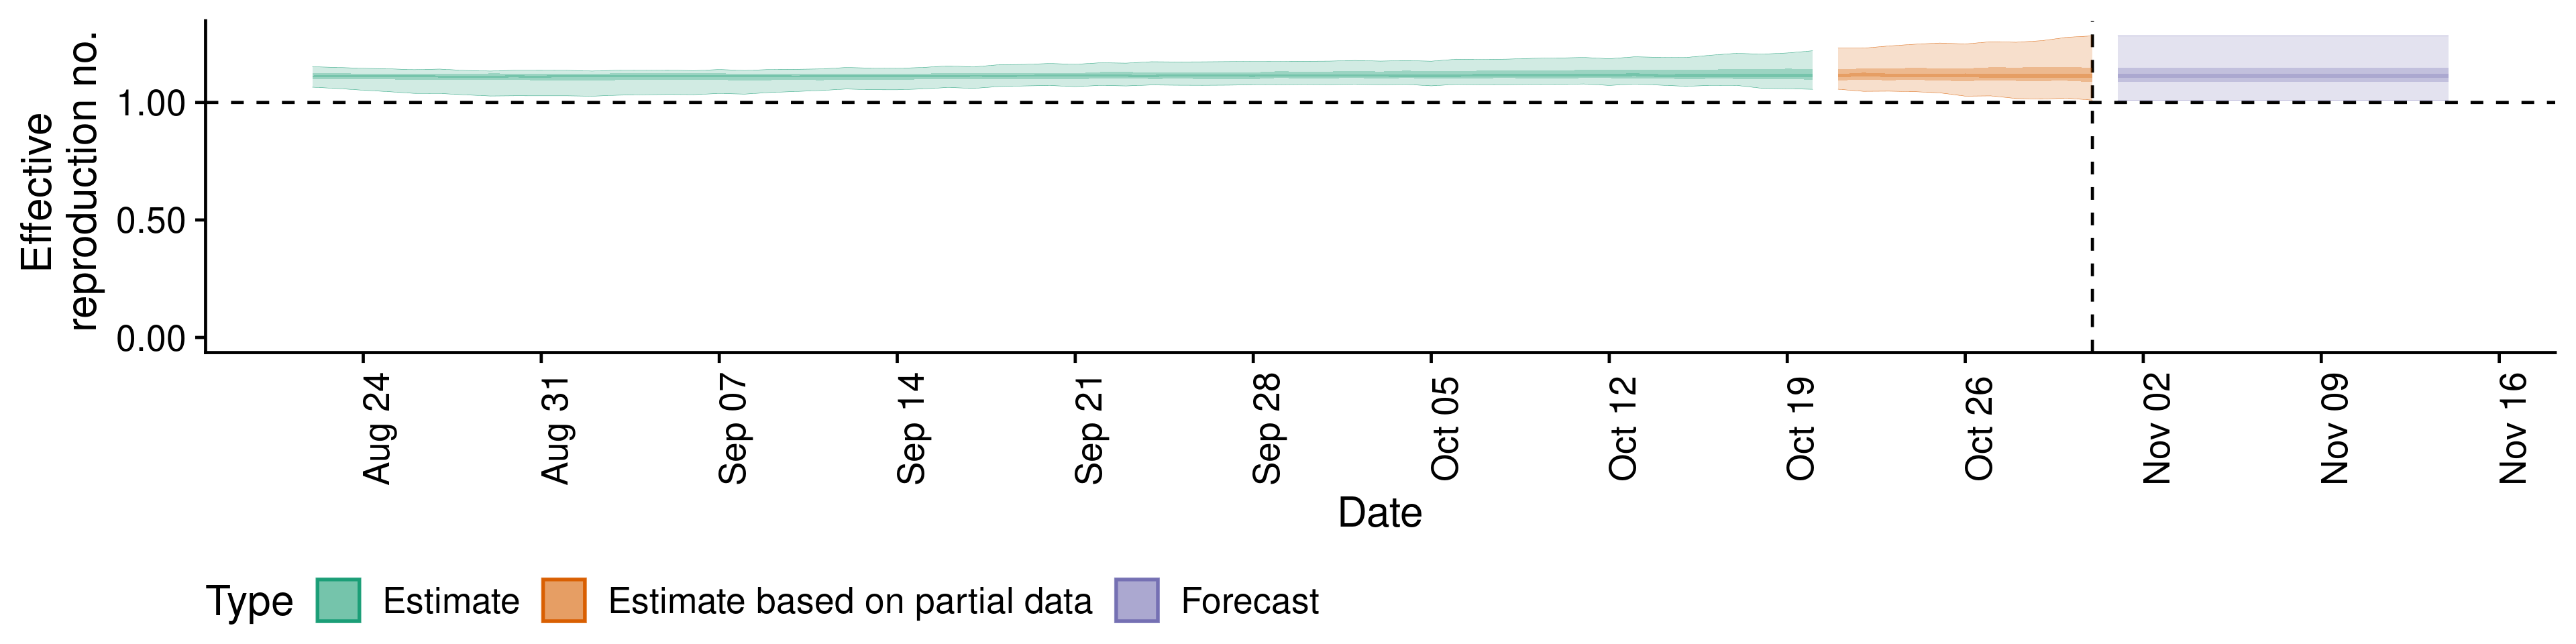 Effective
reproduction no.
1.00
0.50
0.00
Aug 24
Aug 31
Sep 07
Sep 14
Sep 21
Sep 28
Oct 05
Oct 12
Oct 19
Oct 26
Nov 02
Nov 09
Nov 16
Date
Type Estimate Estimate based on partial data Forecast